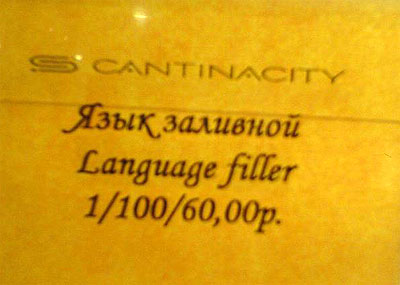 CANTINACITY
Язык заливной
Language filler
1/100/60,00р.